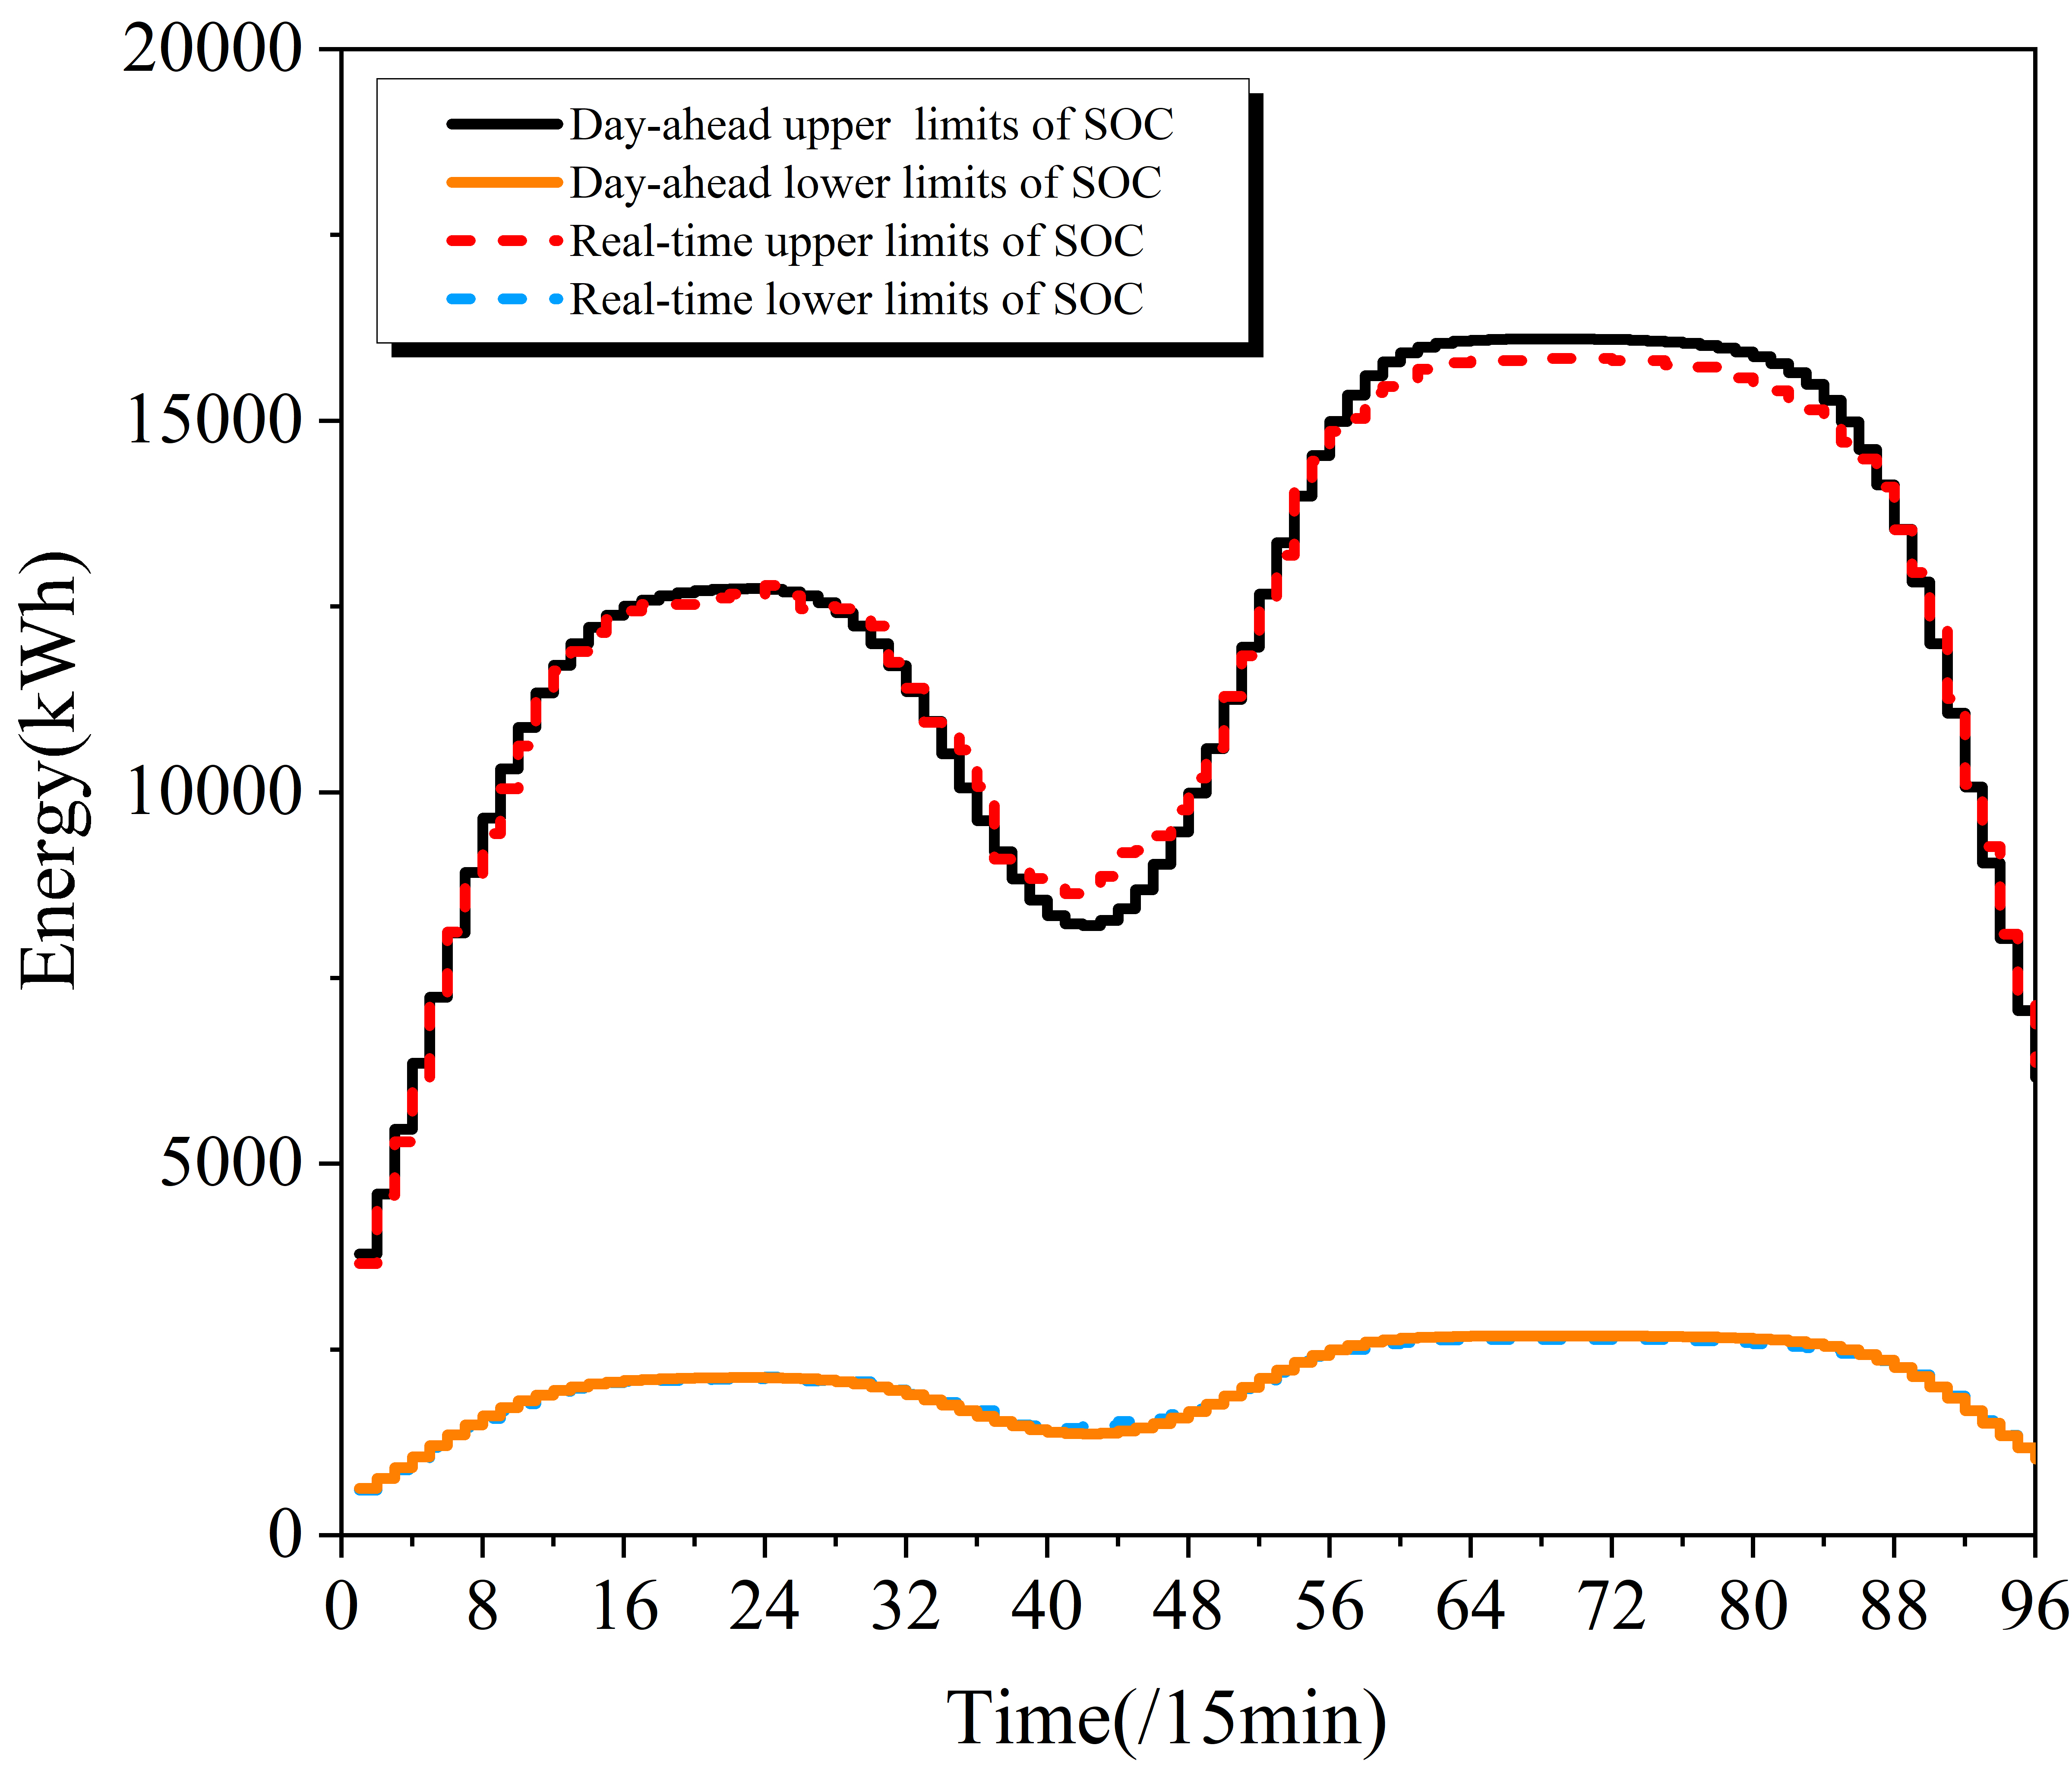 20000
15000
10000
5000
0
Energy(kWh)
Day-ahead upper  limits of SOC
Day-ahead lower limits of SOC
Real-time upper limits of SOC
Real-time lower limits of SOC
0 8 16 24 32 40 48 56 64 72 80 88 96
Time(/15min)